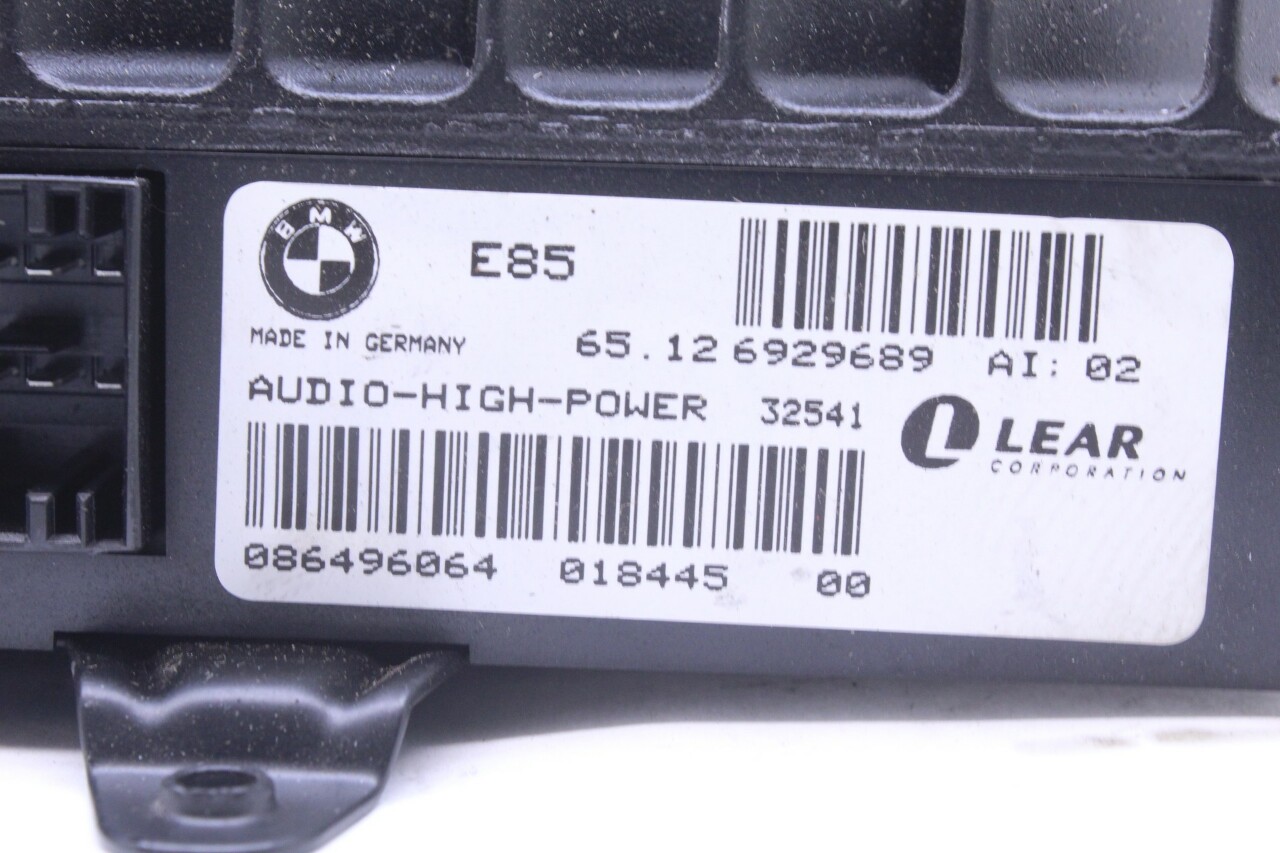 BMW
E85
MADE IN GERMANY
65.12 6929689 AI: 02
AUDIO-HIGH-POWER 32541
LEAR
CORPORATION
086496064 018445 00